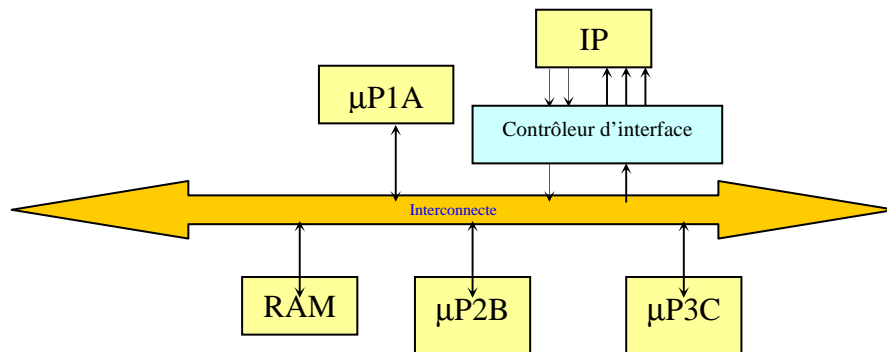 IP
µP1A
Contrôleur d’interface
Interconnecte
RAM
µP2B
µP3C